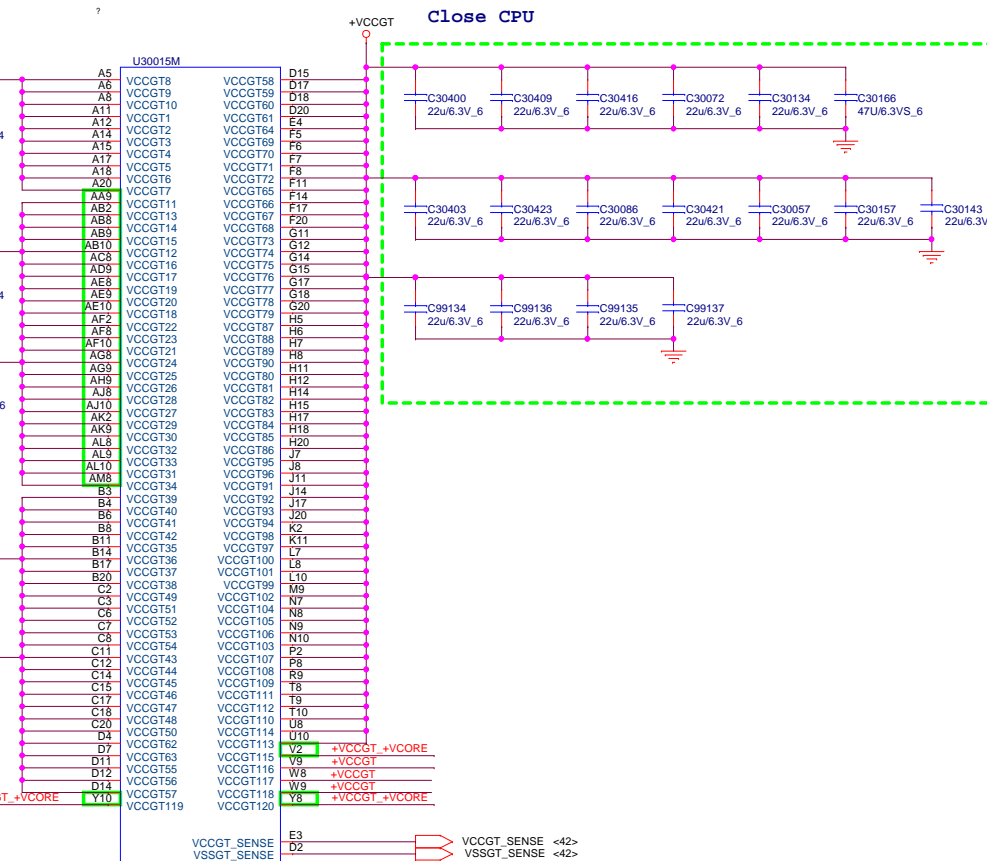 ?
+VCCGT
Close CPU
U30015M
A5 VCCGT8 VCCGT58 D15
A6 VCCGT9 VCCGT59 D17
A8 VCCGT10 VCCGT60 D18
A11 VCCGT1 VCCGT61 D20
A12 VCCGT2 VCCGT64 E4
A14 VCCGT3 VCCGT69 F5
A15 VCCGT4 VCCGT70 F6
A17 VCCGT5 VCCGT71 F7
A18 VCCGT6 VCCGT72 F8
A20 VCCGT7 VCCGT65 F11
AA9 VCCGT11 VCCGT66 F14
AB2 VCCGT13 VCCGT67 F17
AB8 VCCGT14 VCCGT68 F20
AB9 VCCGT15 VCCGT73 G11
AB10 VCCGT12 VCCGT74 G12
AC8 VCCGT16 VCCGT75 G14
AD9 VCCGT17 VCCGT76 G15
AE8 VCCGT19 VCCGT77 G17
AE9 VCCGT20 VCCGT78 G18
AE10 VCCGT18 VCCGT79 G20
AF2 VCCGT22 VCCGT87 H5
AF8 VCCGT23 VCCGT88 H6
AF10 VCCGT21 VCCGT89 H7
AG8 VCCGT24 VCCGT90 H8
AG9 VCCGT25 VCCGT80 H11
AH9 VCCGT26 VCCGT81 H12
AJ8 VCCGT28 VCCGT82 H14
AJ10 VCCGT27 VCCGT83 H15
AK2 VCCGT29 VCCGT84 H17
AK9 VCCGT30 VCCGT85 H18
AL8 VCCGT32 VCCGT86 H20
AL9 VCCGT33 VCCGT95 J7
AL10 VCCGT31 VCCGT96 J8
AM8 VCCGT34 VCCGT91 J11
B3 VCCGT39 VCCGT92 J14
B4 VCCGT40 VCCGT93 J17
B6 VCCGT41 VCCGT94 J20
B8 VCCGT42 VCCGT98 K2
B11 VCCGT35 VCCGT97 K11
B14 VCCGT36 VCCGT100 L7
B17 VCCGT37 VCCGT101 L8
B20 VCCGT38 VCCGT99 L10
C2 VCCGT49 VCCGT102 M9
C3 VCCGT51 VCCGT104 N7
C6 VCCGT52 VCCGT105 N8
C7 VCCGT53 VCCGT106 N9
C8 VCCGT54 VCCGT103 N10
C11 VCCGT43 VCCGT107 P2
C12 VCCGT44 VCCGT108 P8
C14 VCCGT45 VCCGT109 R9
C15 VCCGT46 VCCGT111 T8
C17 VCCGT47 VCCGT112 T9
C18 VCCGT48 VCCGT110 T10
C20 VCCGT50 VCCGT114 U8
D4 VCCGT62 VCCGT113 U10
D7 VCCGT63 VCCGT115 V2 +VCCGT_+VCORE
D11 VCCGT55 VCCGT116 V9 +VCCGT
D12 VCCGT56 VCCGT117 W8 +VCCGT
D14 VCCGT57 VCCGT118 W9 +VCCGT
T_+VCORE Y10 VCCGT119 VCCGT120 Y8 +VCCGT_+VCORE
VCCGT_SENSE E3 VCCGT_SENSE <42>
VSSGT_SENSE D2 VSSGT_SENSE <42>
4
4
6
C30400 C30409 C30416 C30072 C30134 C30166
22u/6.3V_6 22u/6.3V_6 22u/6.3V_6 22u/6.3V_6 22u/6.3V_6 47U/6.3VS_6
C30403 C30423 C30086 C30421 C30057 C30157 C30143
22u/6.3V_6 22u/6.3V_6 22u/6.3V_6 22u/6.3V_6 22u/6.3V_6 22u/6.3V_6 22u/6.3V
C99134 C99136 C99135 C99137
22u/6.3V_6 22u/6.3V_6 22u/6.3V_6 22u/6.3V_6